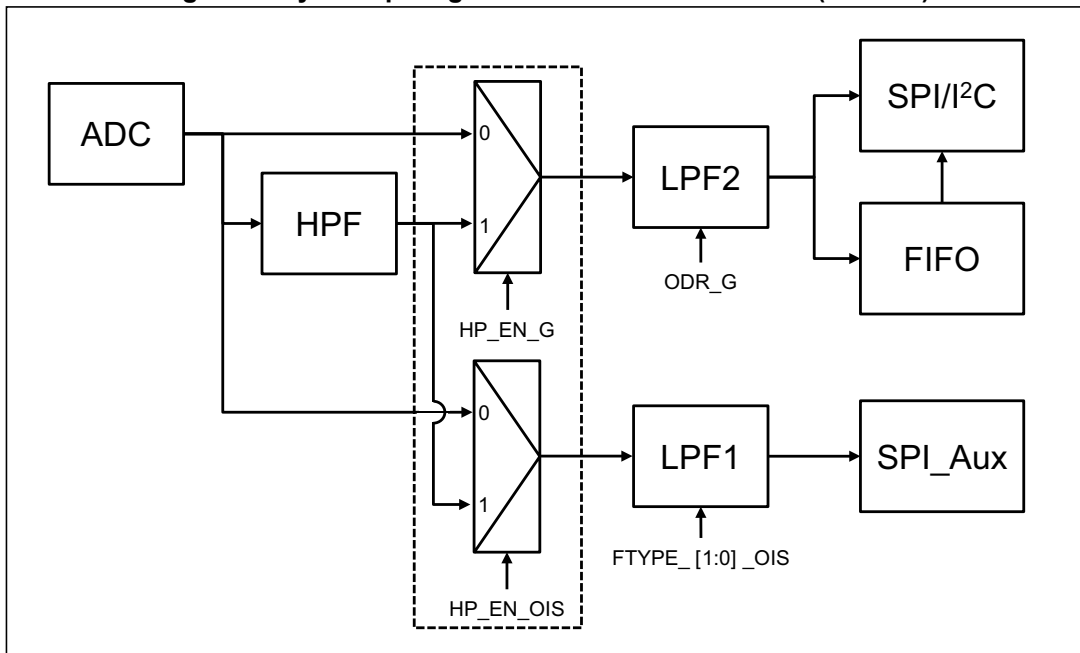 ADC
HPF
0
1
HP_EN_G
LPF2
ODR_G
SPI/I²C
FIFO
0
1
HP_EN_OIS
LPF1
FTYPE_ [1:0] _OIS
SPI_Aux